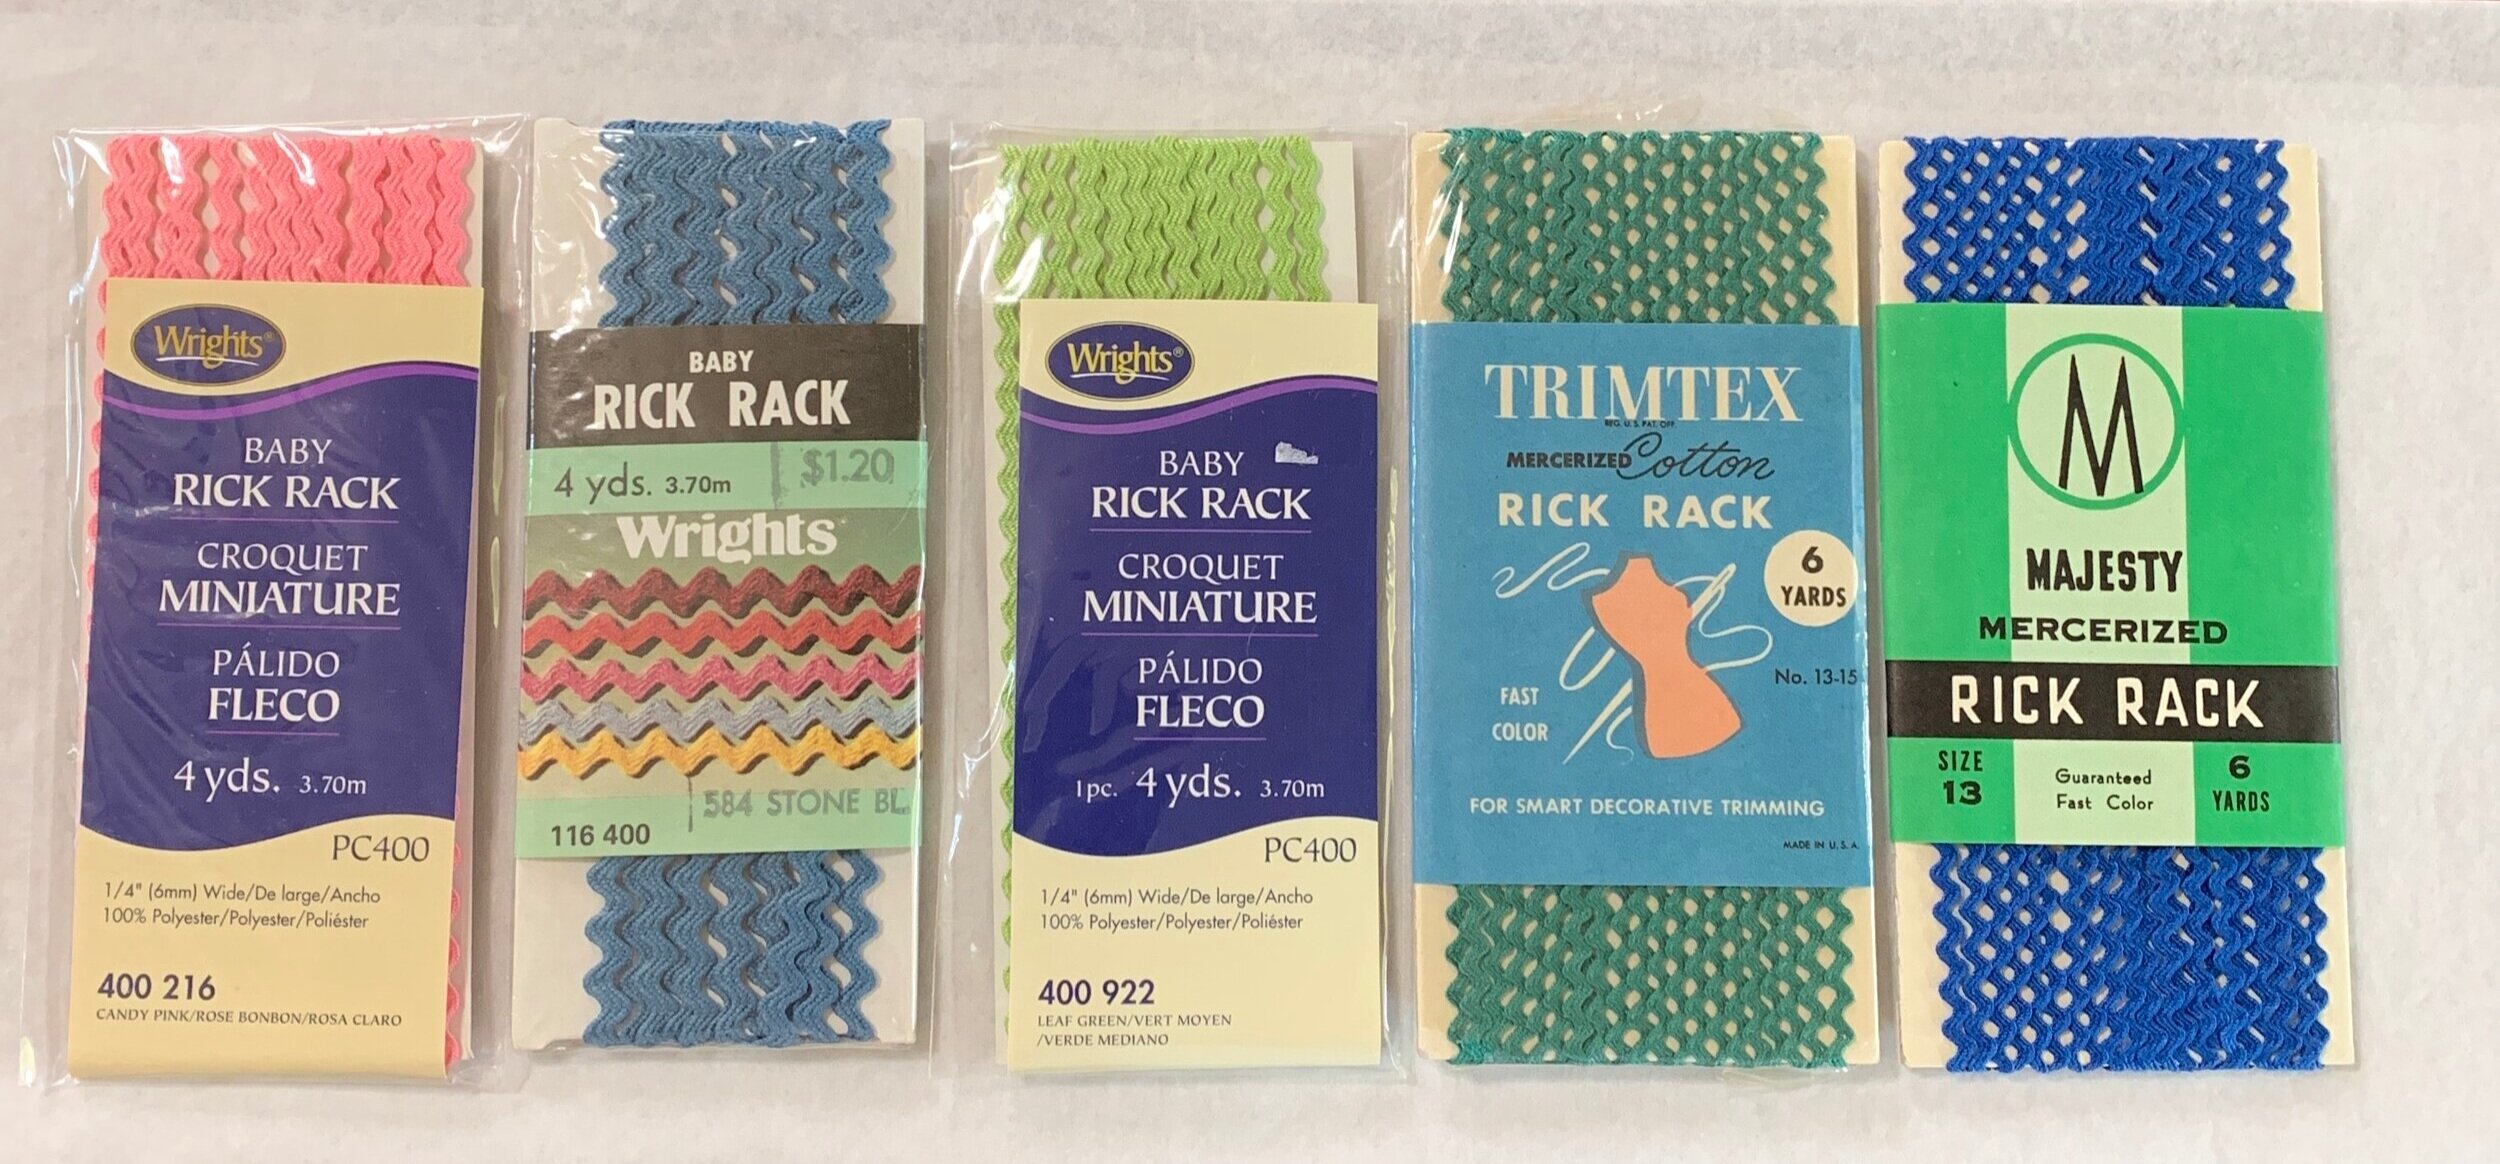 Wrights®
BABY
RICK RACK
CROQUET
MINIATURE
PÁLIDO
FLECO
4 yds. 3.70m
PC400
1/4" (6mm) Wide/De large/Ancho
100% Polyester/Polyester/Poliéster
400 216
CANDY PINK/ROSE BONBON/ROSA CLARO
BABY
RICK RACK
4 yds. 3.70m $1.20
Wrights
584 STONE BL
116 400
Wrights®
BABY
RICK RACK
CROQUET
MINIATURE
PÁLIDO
FLECO
1pc. 4 yds. 3.70m
PC400
1/4" (6mm) Wide/De large/Ancho
100% Polyester/Polyester/Poliéster
400 922
LEAF GREEN/VERT MOYEN
/VERDE MEDIANO
TRIMTEX
REG. U.S. PAT. OFF.
MERCERIZED Cotton
RICK RACK
6
YARDS
No. 13-15
FAST
COLOR
FOR SMART DECORATIVE TRIMMING
MADE IN U.S.A.
M
MAJESTY
MERCERIZED
RICK RACK
SIZE
13
Guaranteed
Fast Color
6
YARDS